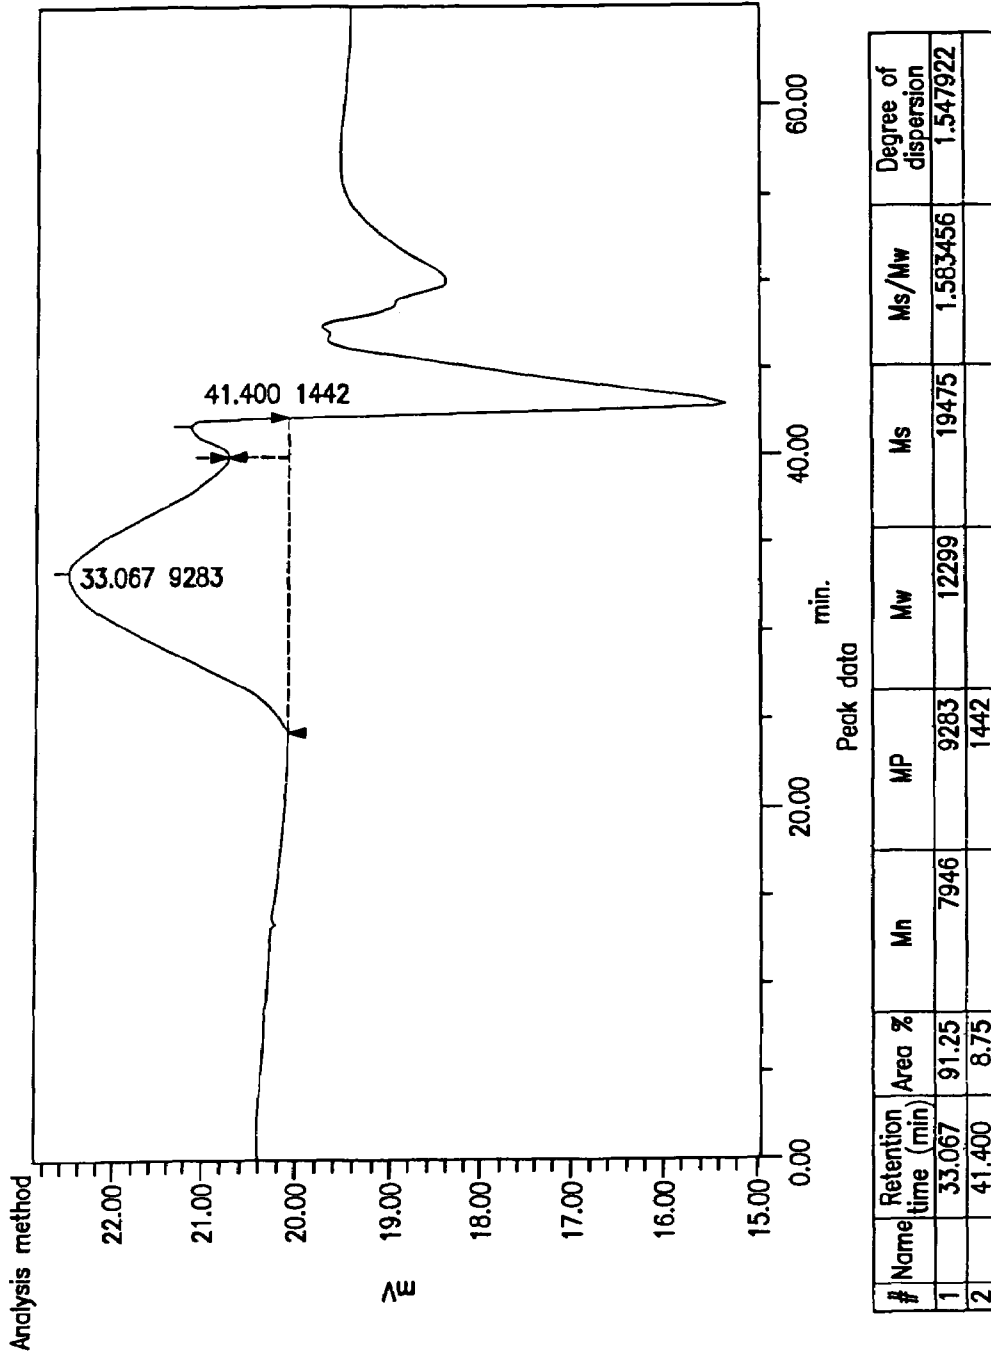 Analysis method
22.00
21.00
20.00
19.00
18.00
17.00
16.00
15.00
mV
33.067 9283
41.400 1442
0.00 20.00 40.00 60.00
min.
Peak data
# Name Retention time (min) Area % Mn MP Mw Ms Ms/Mw Degree of dispersion
1 33.067 91.25 7946 9283 12299 19475 1.583456 1.547922
2 41.400 8.75 1442